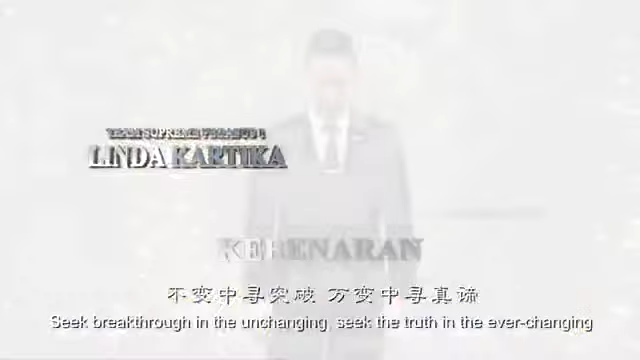 LINDA KARTIKA
KEBENARAN
不变中寻突破 万变中寻真谛
Seek breakthrough in the unchanging, seek the truth in the ever-changing